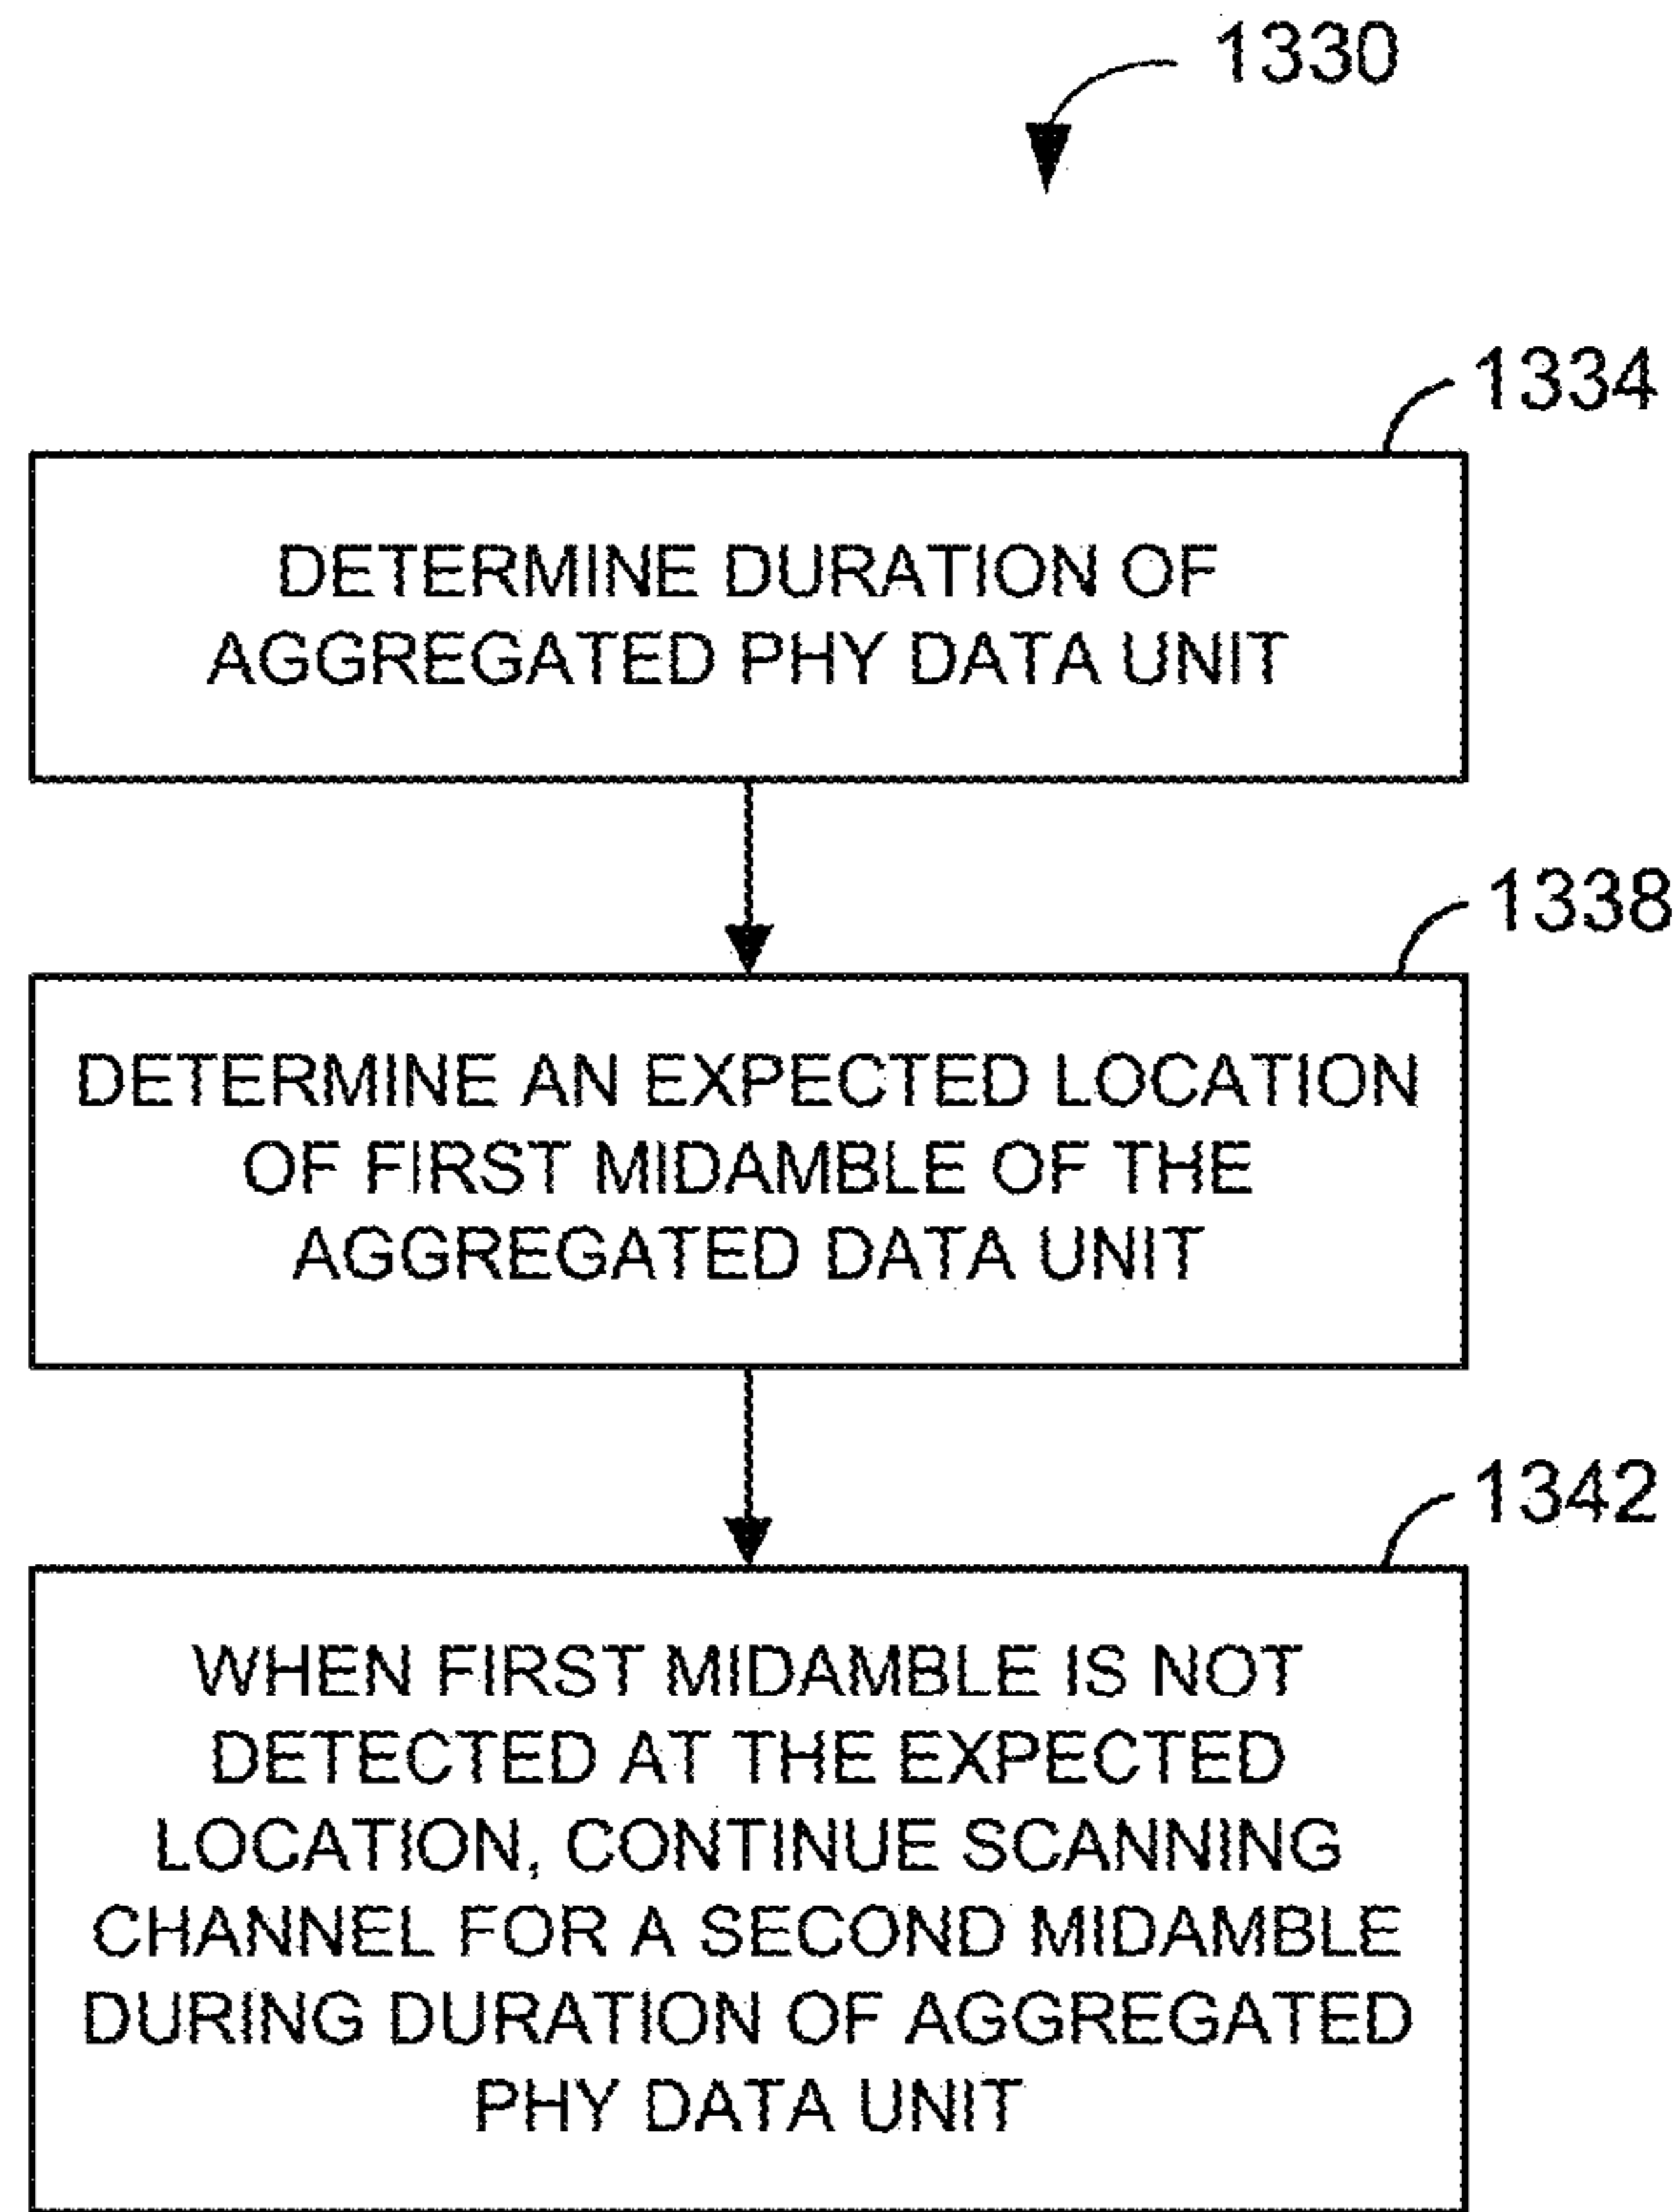 1330
1334
DETERMINE DURATION OF
AGGREGATED PHY DATA UNIT
1338
DETERMINE AN EXPECTED LOCATION
OF FIRST MIDAMBLE OF THE
AGGREGATED DATA UNIT
1342
WHEN FIRST MIDAMBLE IS NOT
DETECTED AT THE EXPECTED
LOCATION, CONTINUE SCANNING
CHANNEL FOR A SECOND MIDAMBLE
DURING DURATION OF AGGREGATED
PHY DATA UNIT